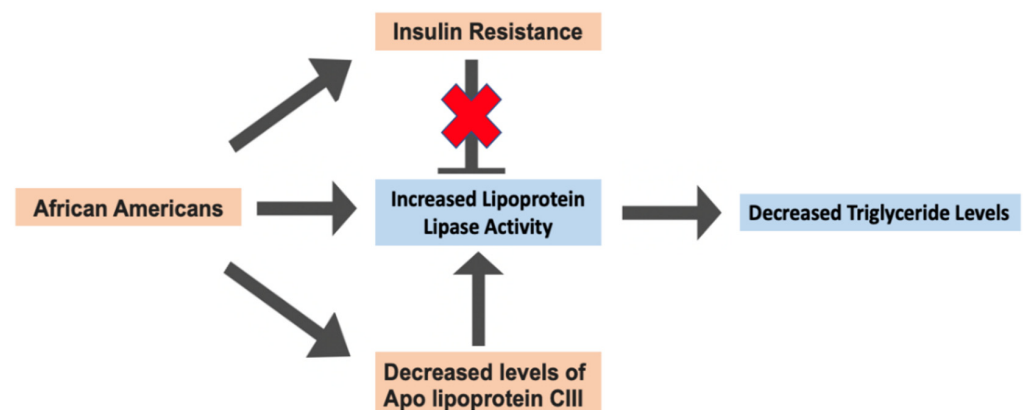 Insulin Resistance
African Americans
Increased Lipoprotein
Lipase Activity
Decreased Triglyceride Levels
Decreased levels of
Apo lipoprotein CIII